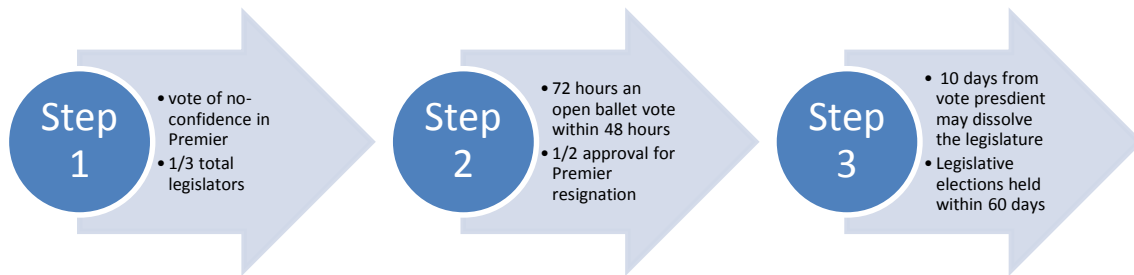 Step
1
• vote of no-
confidence in
Premier
• 1/3 total
legislators
Step
2
• 72 hours an
open ballet vote
within 48 hours
• 1/2 approval for
Premier
resignation
Step
3
• 10 days from
vote presdient
may dissolve
the legislature
• Legislative
elections held
within 60 days